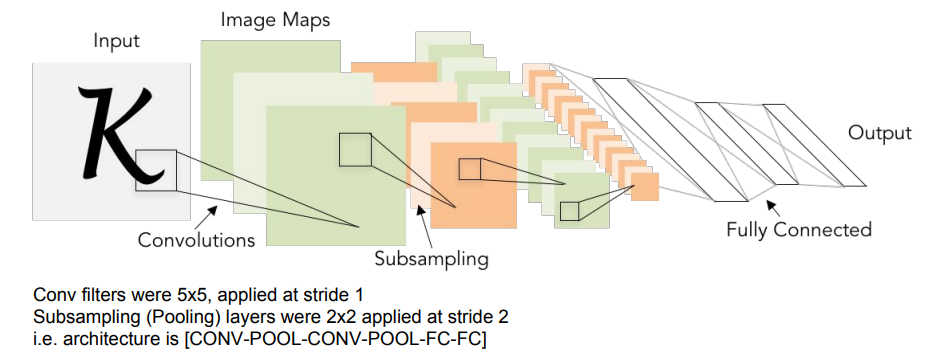 Image Maps
Input
K
Output
Fully Connected
Convolutions
Subsampling
Conv filters were 5x5, applied at stride 1
Subsampling (Pooling) layers were 2x2 applied at stride 2
i.e. architecture is [CONV-POOL-CONV-POOL-FC-FC]